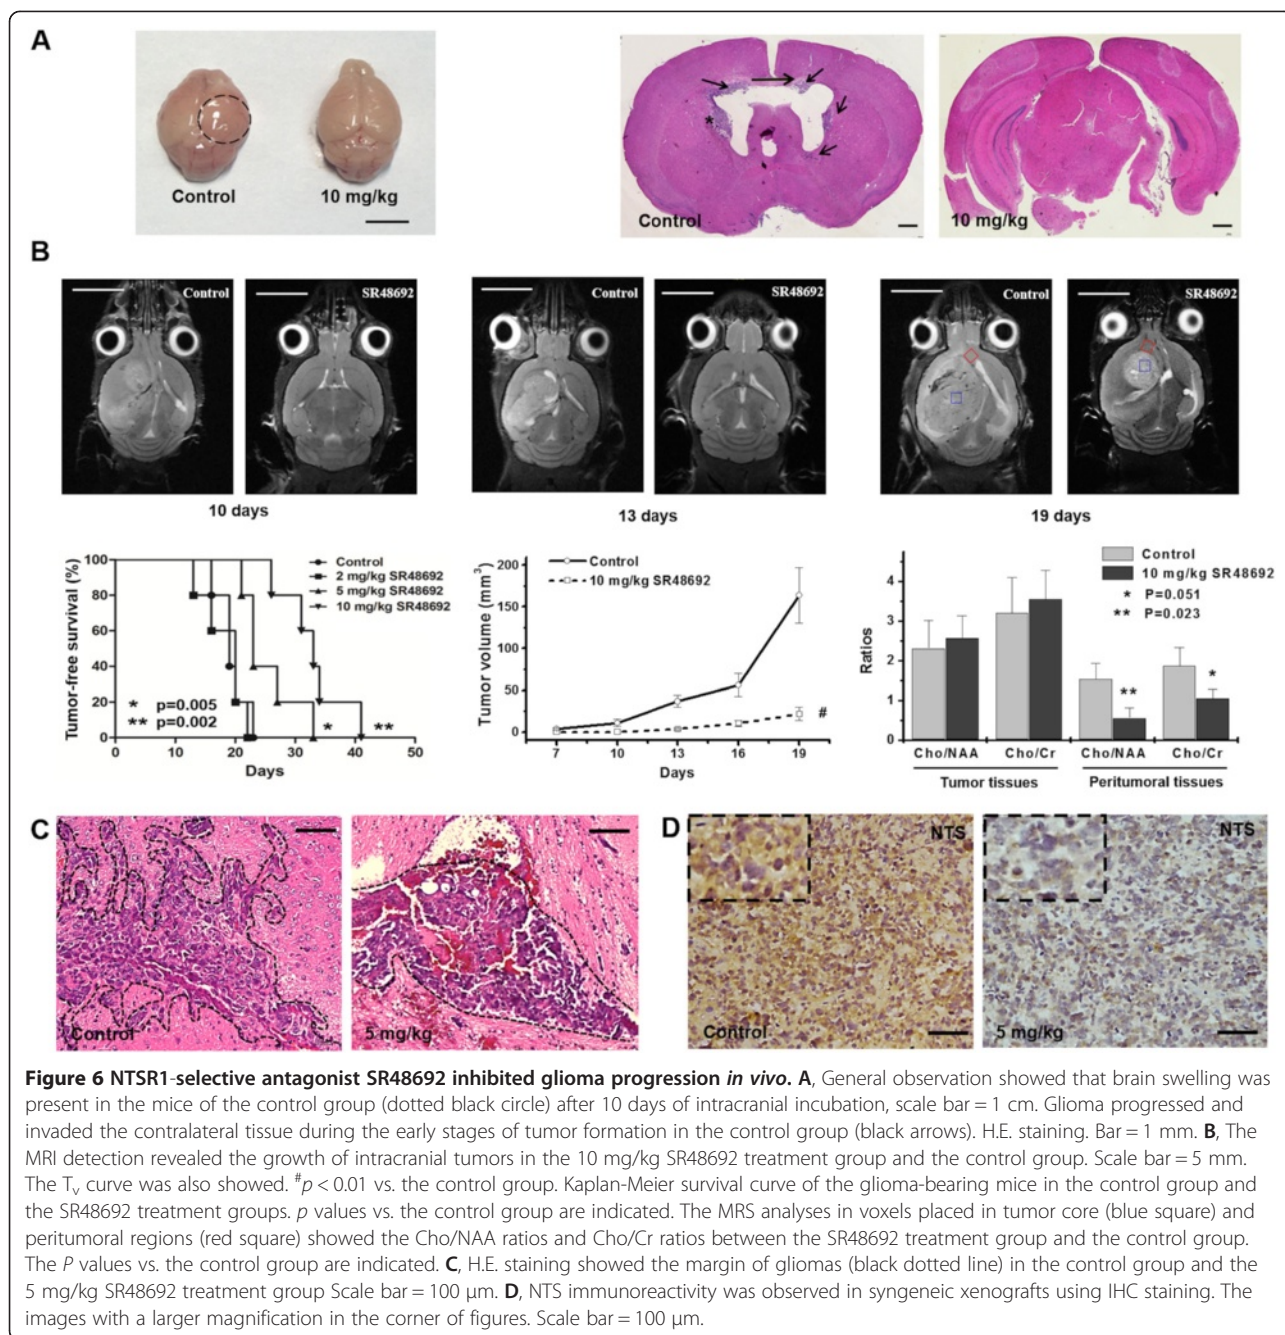 A
Control
10 mg/kg
Control
10 mg/kg
B
Control
SR48692
Control
SR48692
Control
SR48692
10 days
13 days
19 days
Tumor-free survival (%)
100
80
60
40
20
0
0
10
20
30
40
50
Days
Control
2 mg/kg SR48692
5 mg/kg SR48692
10 mg/kg SR48692
* p=0.005
** p=0.002
*
**
Tumor volume (mm³)
200
150
100
50
0
7
10
13
16
19
Days
Control
10 mg/kg SR48692
#
Ratios
4
3
2
1
0
Control
10 mg/kg SR48692
* P=0.051
** P=0.023
**
*
Cho/NAA
Cho/Cr
Cho/NAA
Cho/Cr
Tumor tissues
Peritumoral tissues
C
Control
5 mg/kg
D
NTS
Control
NTS
5 mg/kg
Figure 6 NTSR1-selective antagonist SR48692 inhibited glioma progression in vivo. A, General observation showed that brain swelling was
present in the mice of the control group (dotted black circle) after 10 days of intracranial incubation, scale bar = 1 cm. Glioma progressed and
invaded the contralateral tissue during the early stages of tumor formation in the control group (black arrows). H.E. staining. Bar = 1 mm. B, The
MRI detection revealed the growth of intracranial tumors in the 10 mg/kg SR48692 treatment group and the control group. Scale bar = 5 mm.
The Tv curve was also showed. #p < 0.01 vs. the control group. Kaplan-Meier survival curve of the glioma-bearing mice in the control group and
the SR48692 treatment groups. p values vs. the control group are indicated. The MRS analyses in voxels placed in tumor core (blue square) and
peritumoral regions (red square) showed the Cho/NAA ratios and Cho/Cr ratios between the SR48692 treatment group and the control group.
The P values vs. the control group are indicated. C, H.E. staining showed the margin of gliomas (black dotted line) in the control group and the
5 mg/kg SR48692 treatment group Scale bar = 100 μm. D, NTS immunoreactivity was observed in syngeneic xenografts using IHC staining. The
images with a larger magnification in the corner of figures. Scale bar = 100 μm.